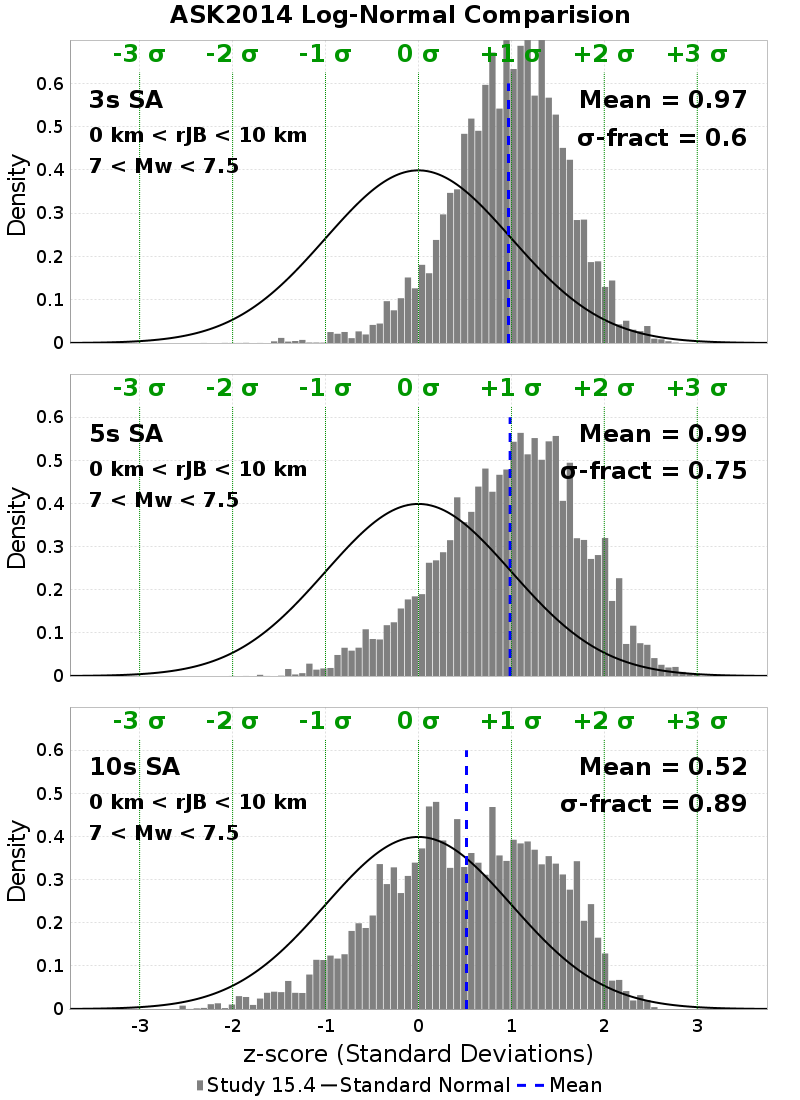 ASK2014 Log-Normal Comparision
-3 σ -2 σ -1 σ 0 σ +1 σ +2 σ +3 σ
3s SA
Mean = 0.97
0 km < rJB < 10 km
σ-fract = 0.6
7 < Mw < 7.5
Density
0.6
0.5
0.4
0.3
0.2
0.1
0
-3 σ -2 σ -1 σ 0 σ +1 σ +2 σ +3 σ
5s SA
Mean = 0.99
0 km < rJB < 10 km
σ-fract = 0.75
7 < Mw < 7.5
Density
0.6
0.5
0.4
0.3
0.2
0.1
0
-3 σ -2 σ -1 σ 0 σ +1 σ +2 σ +3 σ
10s SA
Mean = 0.52
0 km < rJB < 10 km
σ-fract = 0.89
7 < Mw < 7.5
Density
0.6
0.5
0.4
0.3
0.2
0.1
0
-3 -2 -1 0 1 2 3
z-score (Standard Deviations)
Study 15.4 Standard Normal Mean